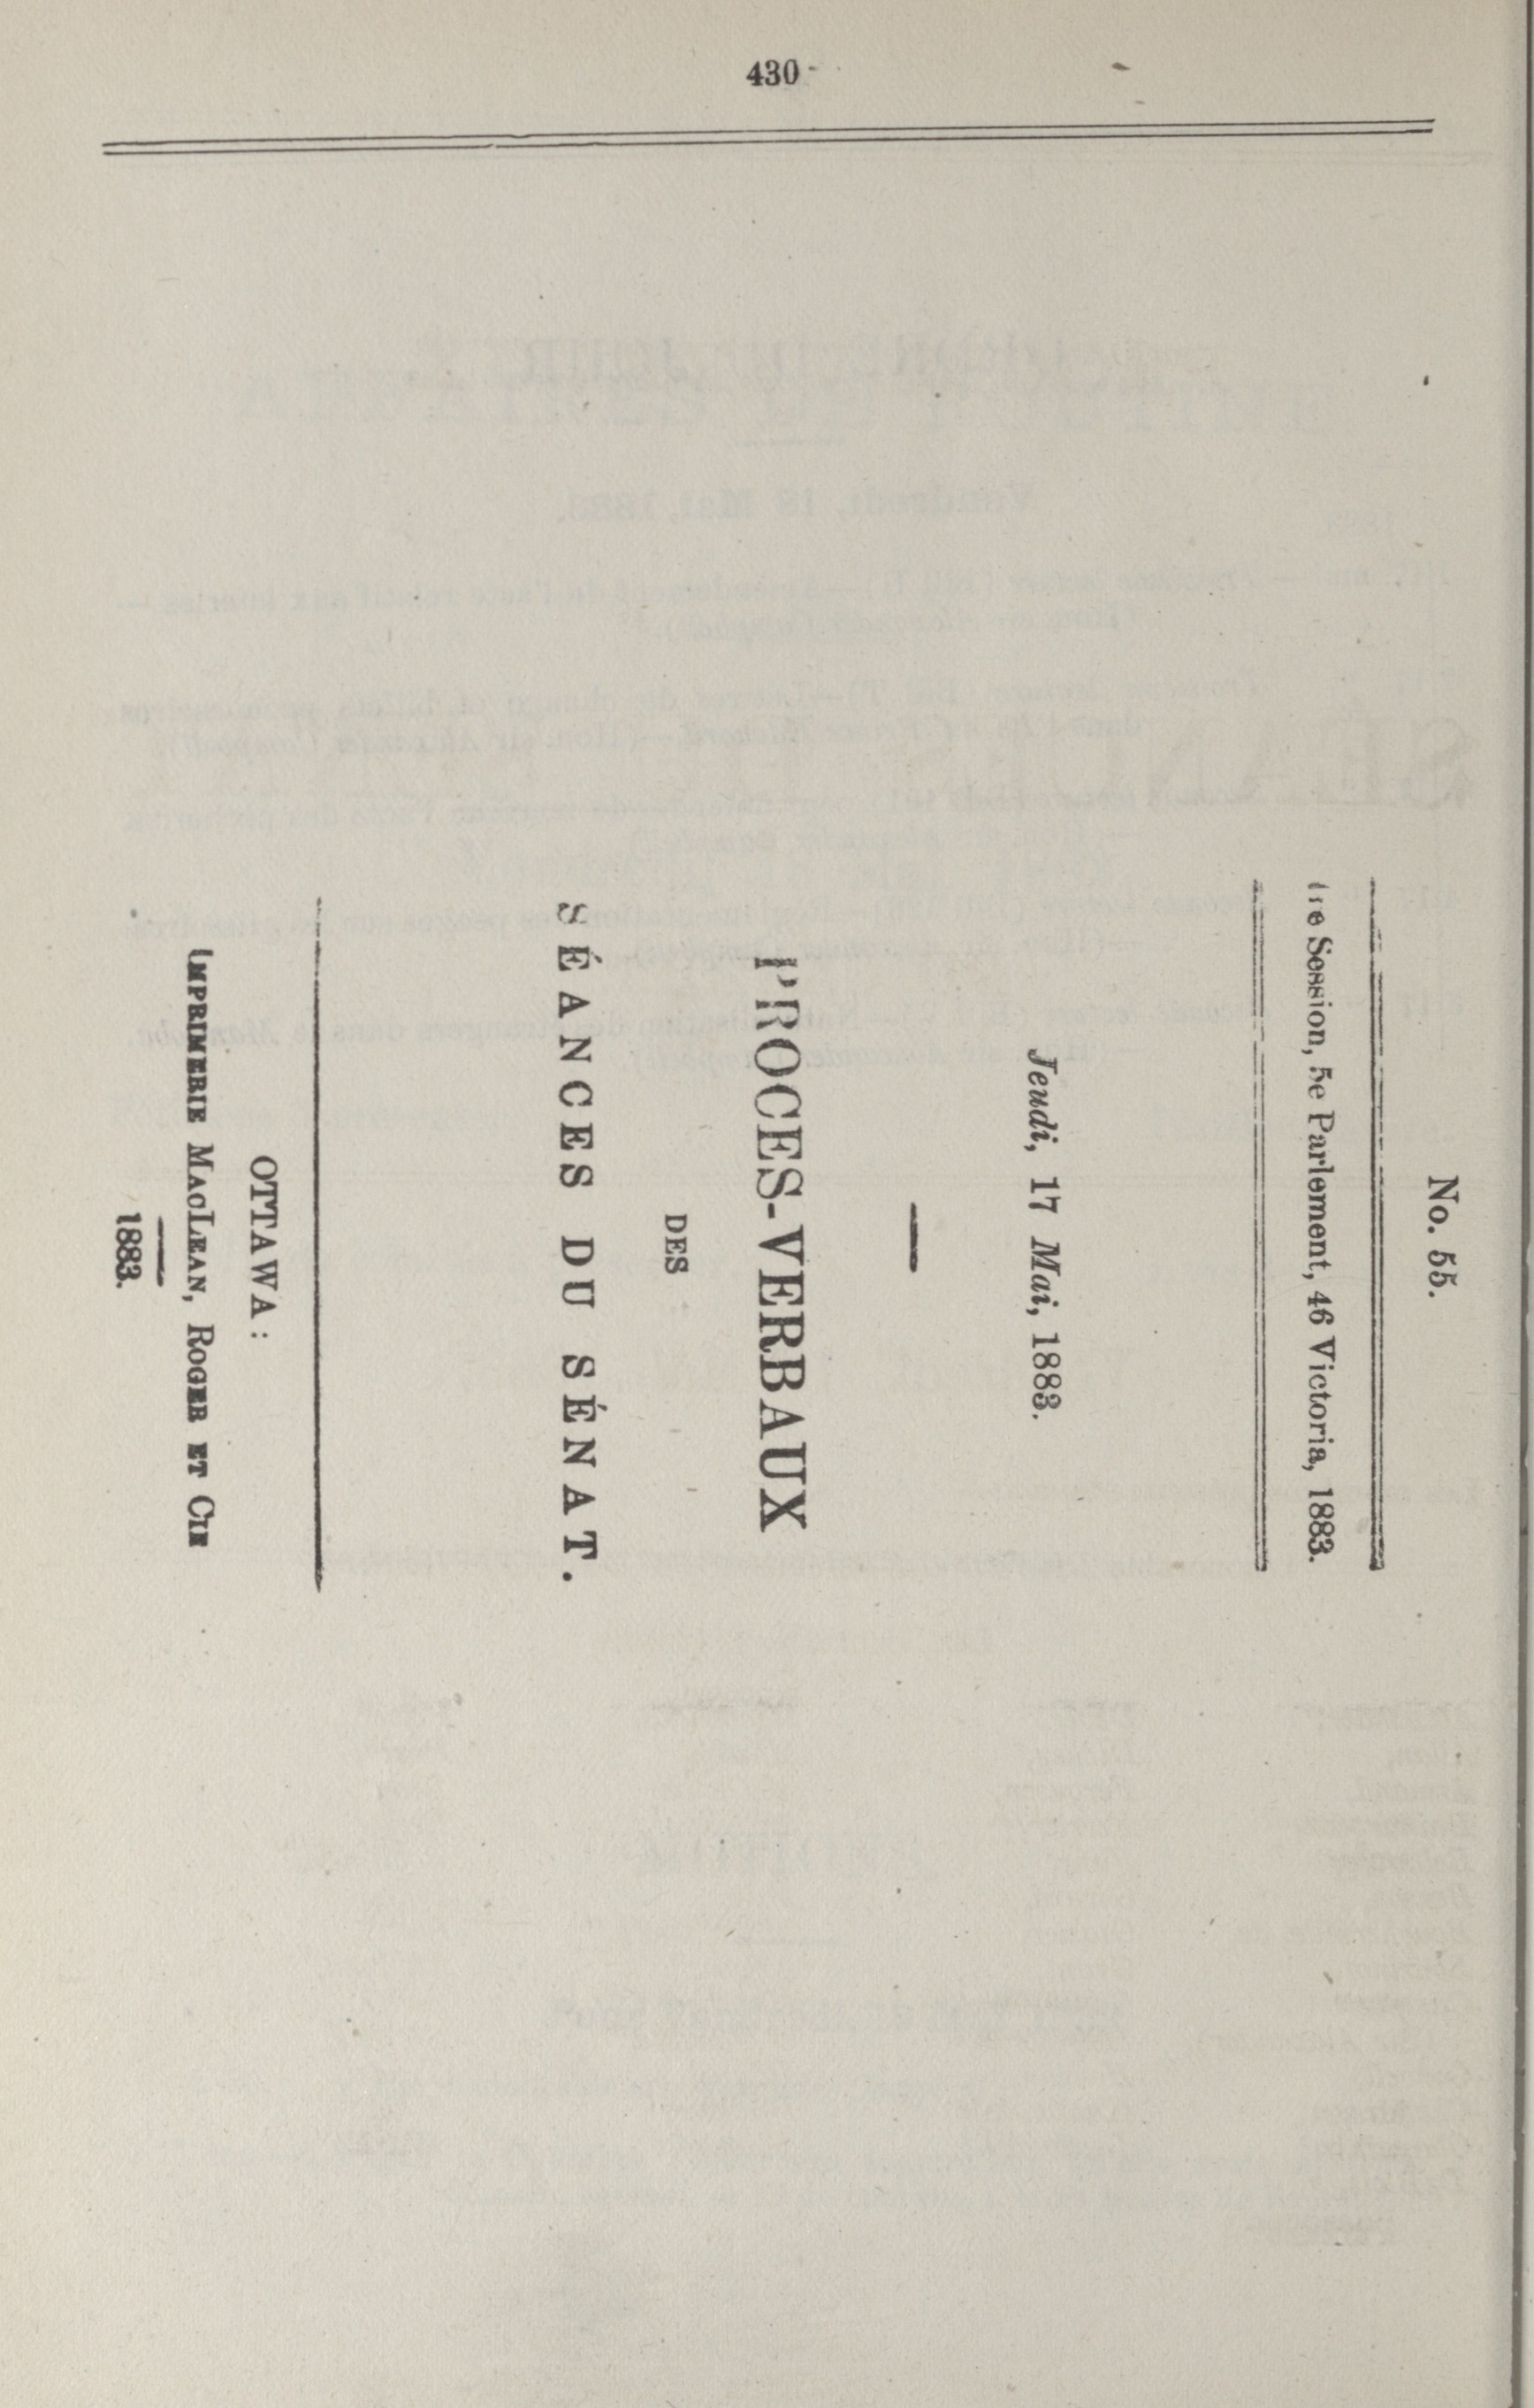 430
No. 55.
1re Session, 5e Parlement, 46 Victoria, 1883.
Jeudi, 17 Mai, 1883.
PROCES-VERBAUX
DES
SÉANCES DU SÉNAT.
OTTAWA:
IMPRIMERIE MACLEAN, ROGER ET CIE
1883.